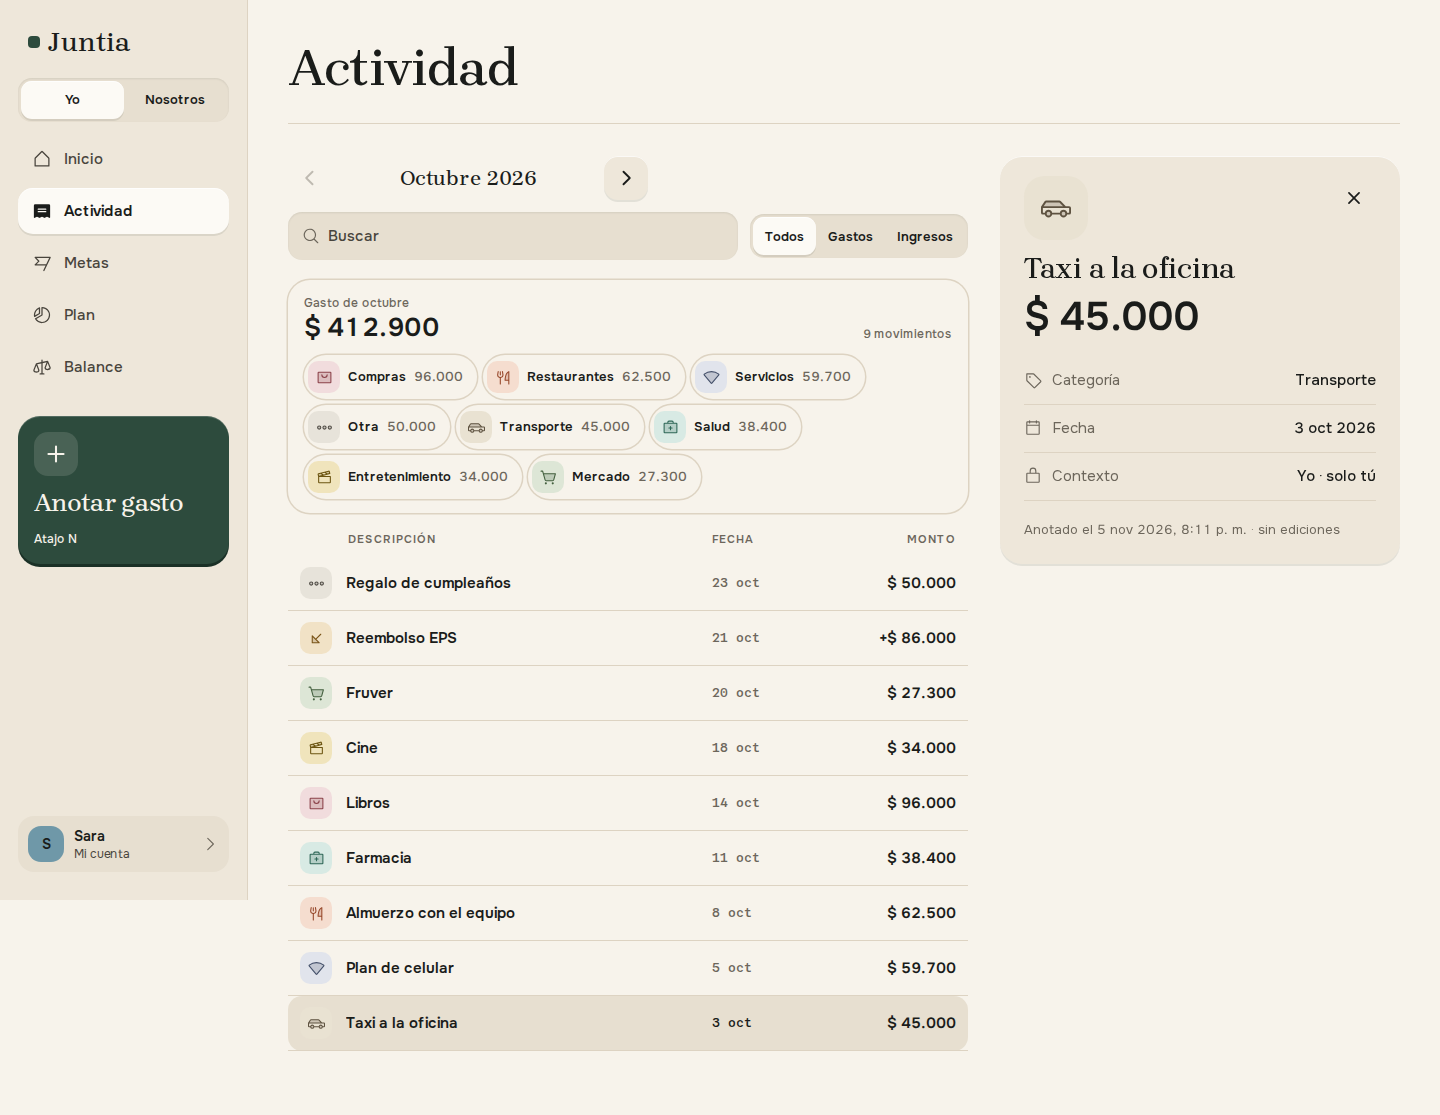 Juntia
Yo
Nosotros
Inicio
Actividad
Metas
Plan
Balance
Anotar gasto
Atajo N
S
Sara
Mi cuenta
Actividad
Octubre 2026
Buscar
Todos
Gastos
Ingresos
Gasto de octubre
$ 412.900
9 movimientos
Compras 96.000
Restaurantes 62.500
Servicios 59.700
Otra 50.000
Transporte 45.000
Salud 38.400
Entretenimiento 34.000
Mercado 27.300
DESCRIPCIÓN FECHA MONTO
Regalo de cumpleaños 23 oct $ 50.000
Reembolso EPS 21 oct +$ 86.000
Fruver 20 oct $ 27.300
Cine 18 oct $ 34.000
Libros 14 oct $ 96.000
Farmacia 11 oct $ 38.400
Almuerzo con el equipo 8 oct $ 62.500
Plan de celular 5 oct $ 59.700
Taxi a la oficina 3 oct $ 45.000
Taxi a la oficina
$ 45.000
Categoría Transporte
Fecha 3 oct 2026
Contexto Yo · solo tú
Anotado el 5 nov 2026, 8:11 p. m. · sin ediciones